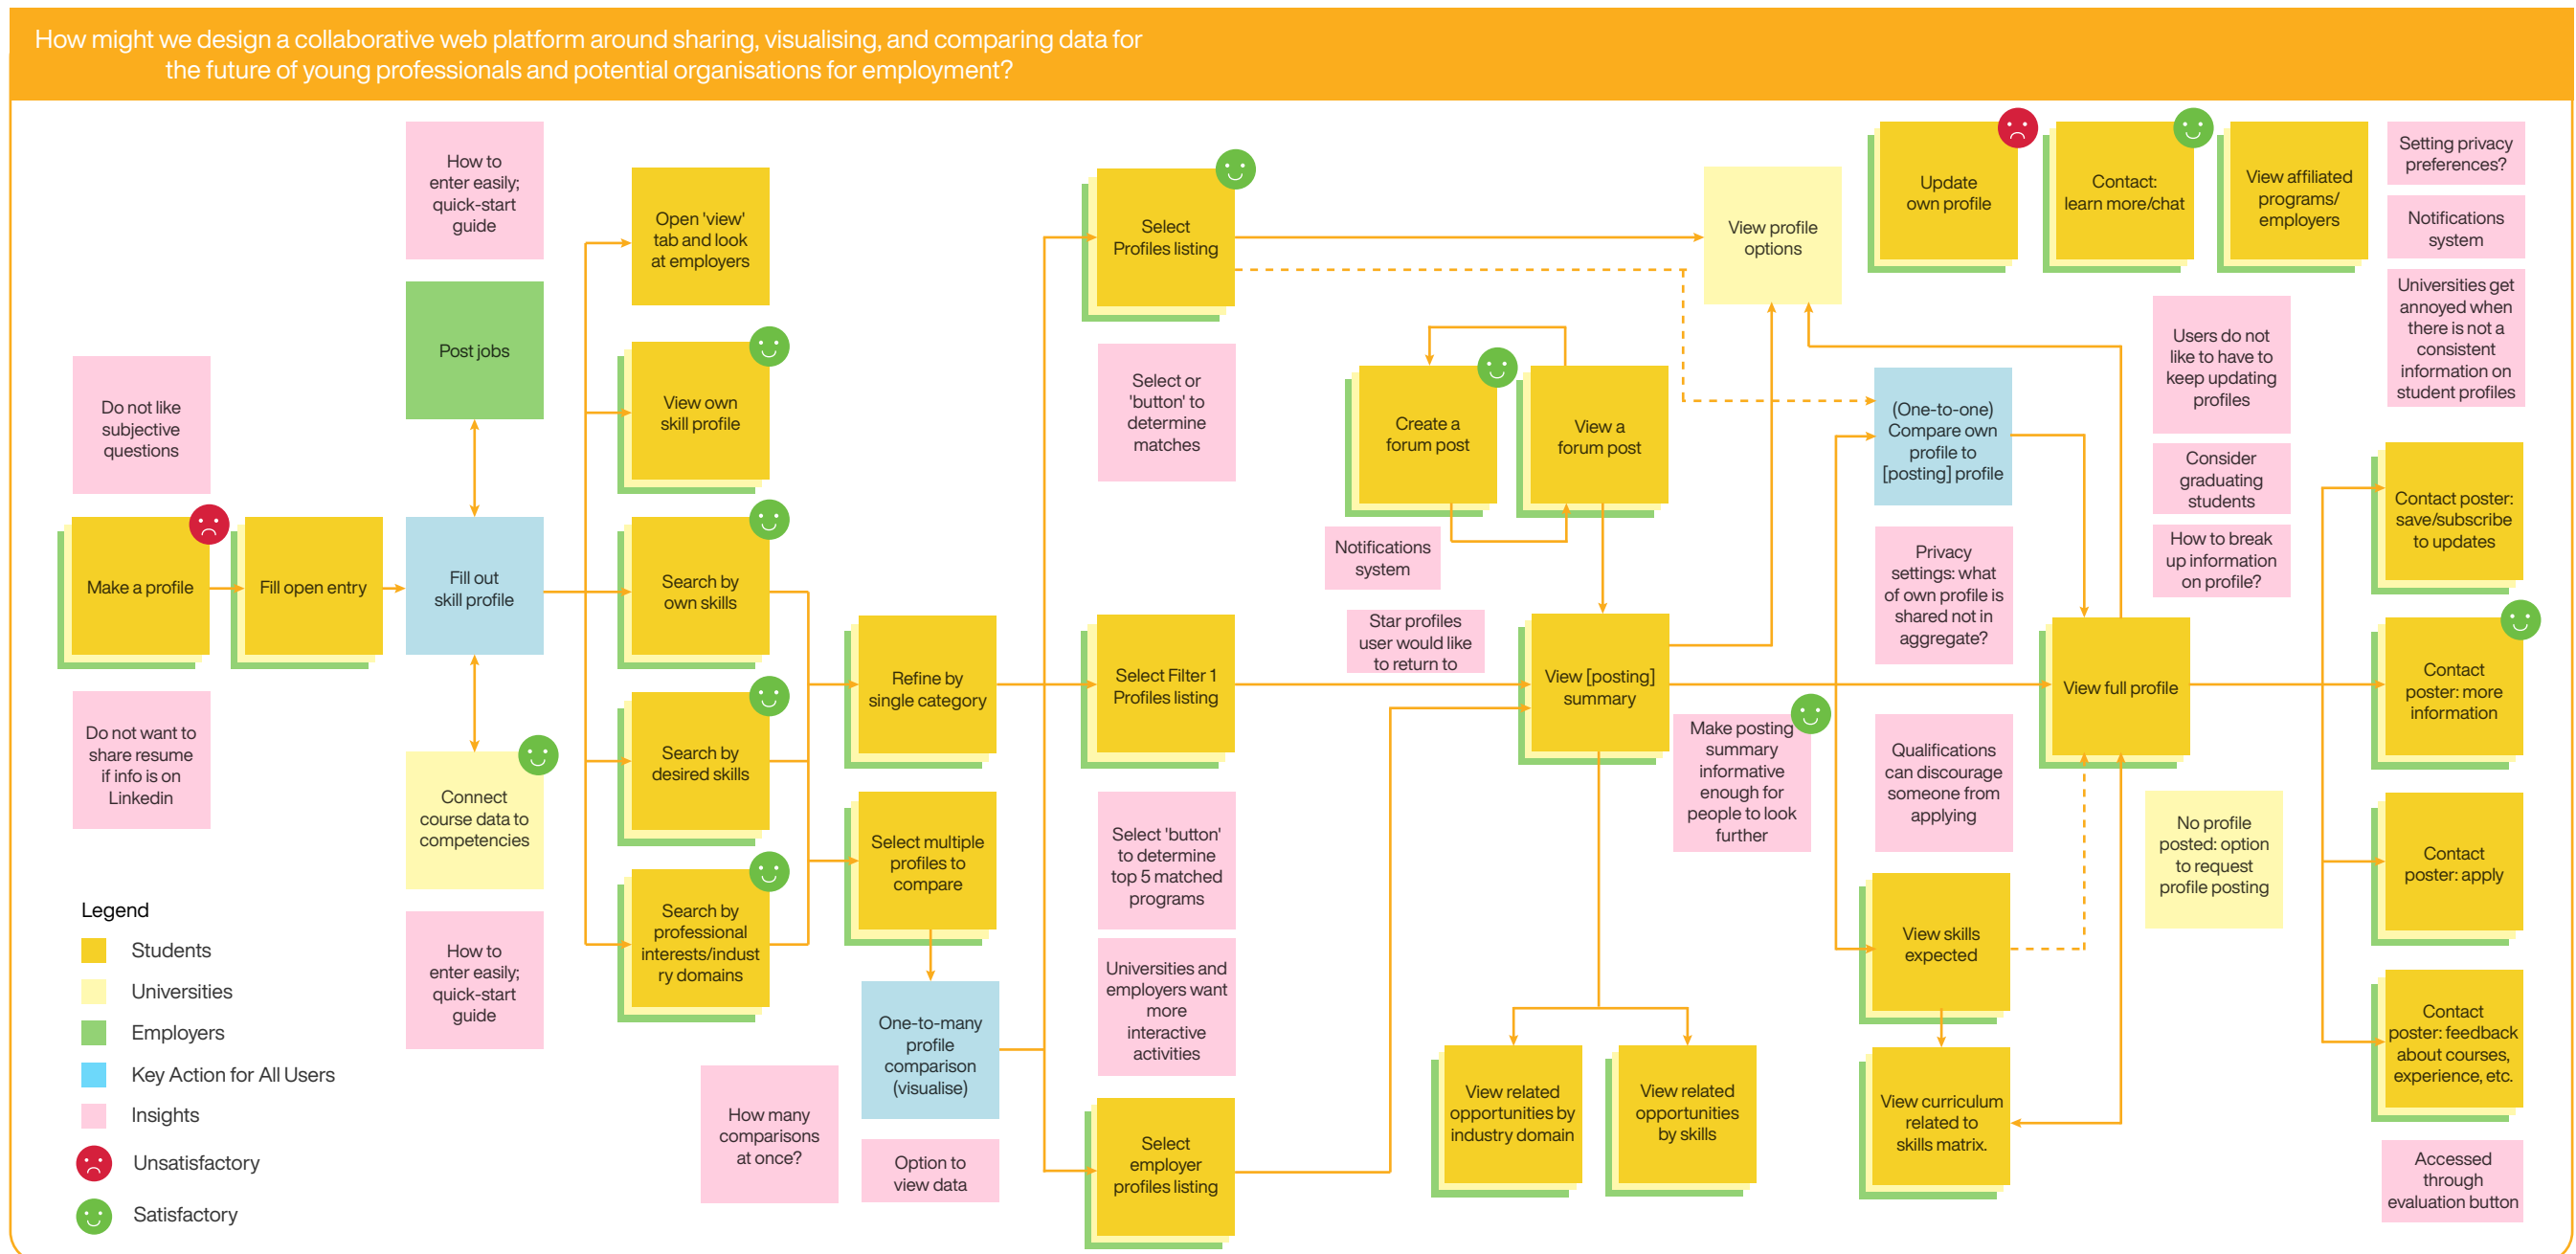 How might we design a collaborative web platform around sharing, visualising, and comparing data for
the future of young professionals and potential organisations for employment?
Do not like
subjective
questions
Make a profile
Do not want to
share resume
if info is on
Linkedin
Fill open entry
How to
enter easily;
quick-start
guide
Post jobs
Fill out
skill profile
Connect
course data to
competencies
How to
enter easily;
quick-start
guide
Open 'view'
tab and look
at employers
View own
skill profile
Search by
own skills
Search by
desired skills
Search by
professional
interests/indust
ry domains
How many
comparisons
at once?
Refine by
single category
Select multiple
profiles to
compare
One-to-many
profile
comparison
(visualise)
Option to
view data
Select
Profiles listing
Select or
'button' to
determine
matches
Select Filter 1
Profiles listing
Select 'button'
to determine
top 5 matched
programs
Universities and
employers want
more
interactive
activities
Select
employer
profiles listing
Create a
forum post
View a
forum post
Notifications
system
Star profiles
user would like
to return to
View [posting]
summary
View related
opportunities by
industry domain
View related
opportunities
by skills
View profile
options
Make posting
summary
informative
enough for
people to look
further
Update
own profile
Contact:
learn more/chat
View affiliated
programs/
employers
(One-to-one)
Compare own
profile to
[posting] profile
Privacy
settings: what
of own profile is
shared not in
aggregate?
Qualifications
can discourage
someone from
applying
View skills
expected
View curriculum
related to
skills matrix.
Users do not
like to have to
keep updating
profiles
Consider
graduating
students
How to break
up information
on profile?
View full profile
No profile
posted: option
to request
profile posting
Setting privacy
preferences?
Notifications
system
Universities get
annoyed when
there is not a
consistent
information on
student profiles
Contact poster:
save/subscribe
to updates
Contact
poster: more
information
Contact
poster: apply
Contact
poster: feedback
about courses,
experience, etc.
Accessed
through
evaluation button
Legend
Students
Universities
Employers
Key Action for All Users
Insights
Unsatisfactory
Satisfactory